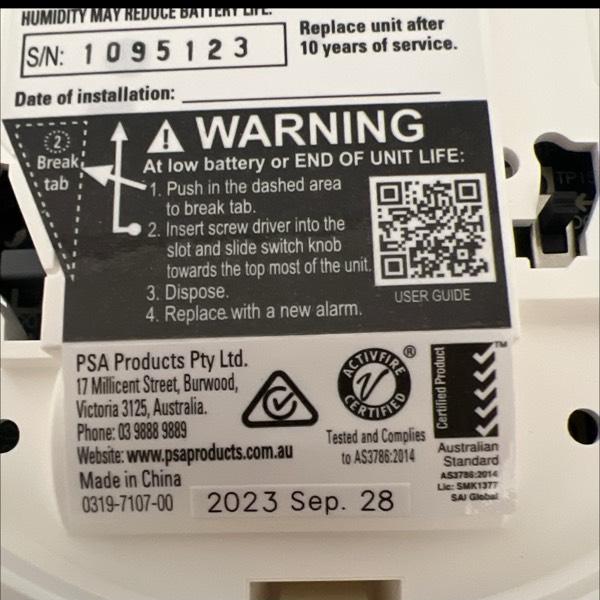 HUMIDITY MAY REDUCE BATTERY LIFE.
S/N: 1095123
Replace unit after
10 years of service.
Date of installation:
2
Break
tab
WARNING
At low battery or END OF UNIT LIFE:
1. Push in the dashed area
to break tab.
2. Insert screw driver into the
slot and slide switch knob
towards the top most of the unit.
3. Dispose.
4. Replace with a new alarm.
USER GUIDE
PSA Products Pty Ltd.
17 Millicent Street, Burwood,
Victoria 3125, Australia.
Phone: 03 9888 9889
Website: www.psaproducts.com.au
Made in China
0319-7107-00
2023 Sep. 28
ACTIVFIRE ®
CERTIFIED
Tested and Complies
to AS3786:2014
Certified Product
TM
Australian
Standard
AS3786:2014
Lic: SMK1377
SAI Global